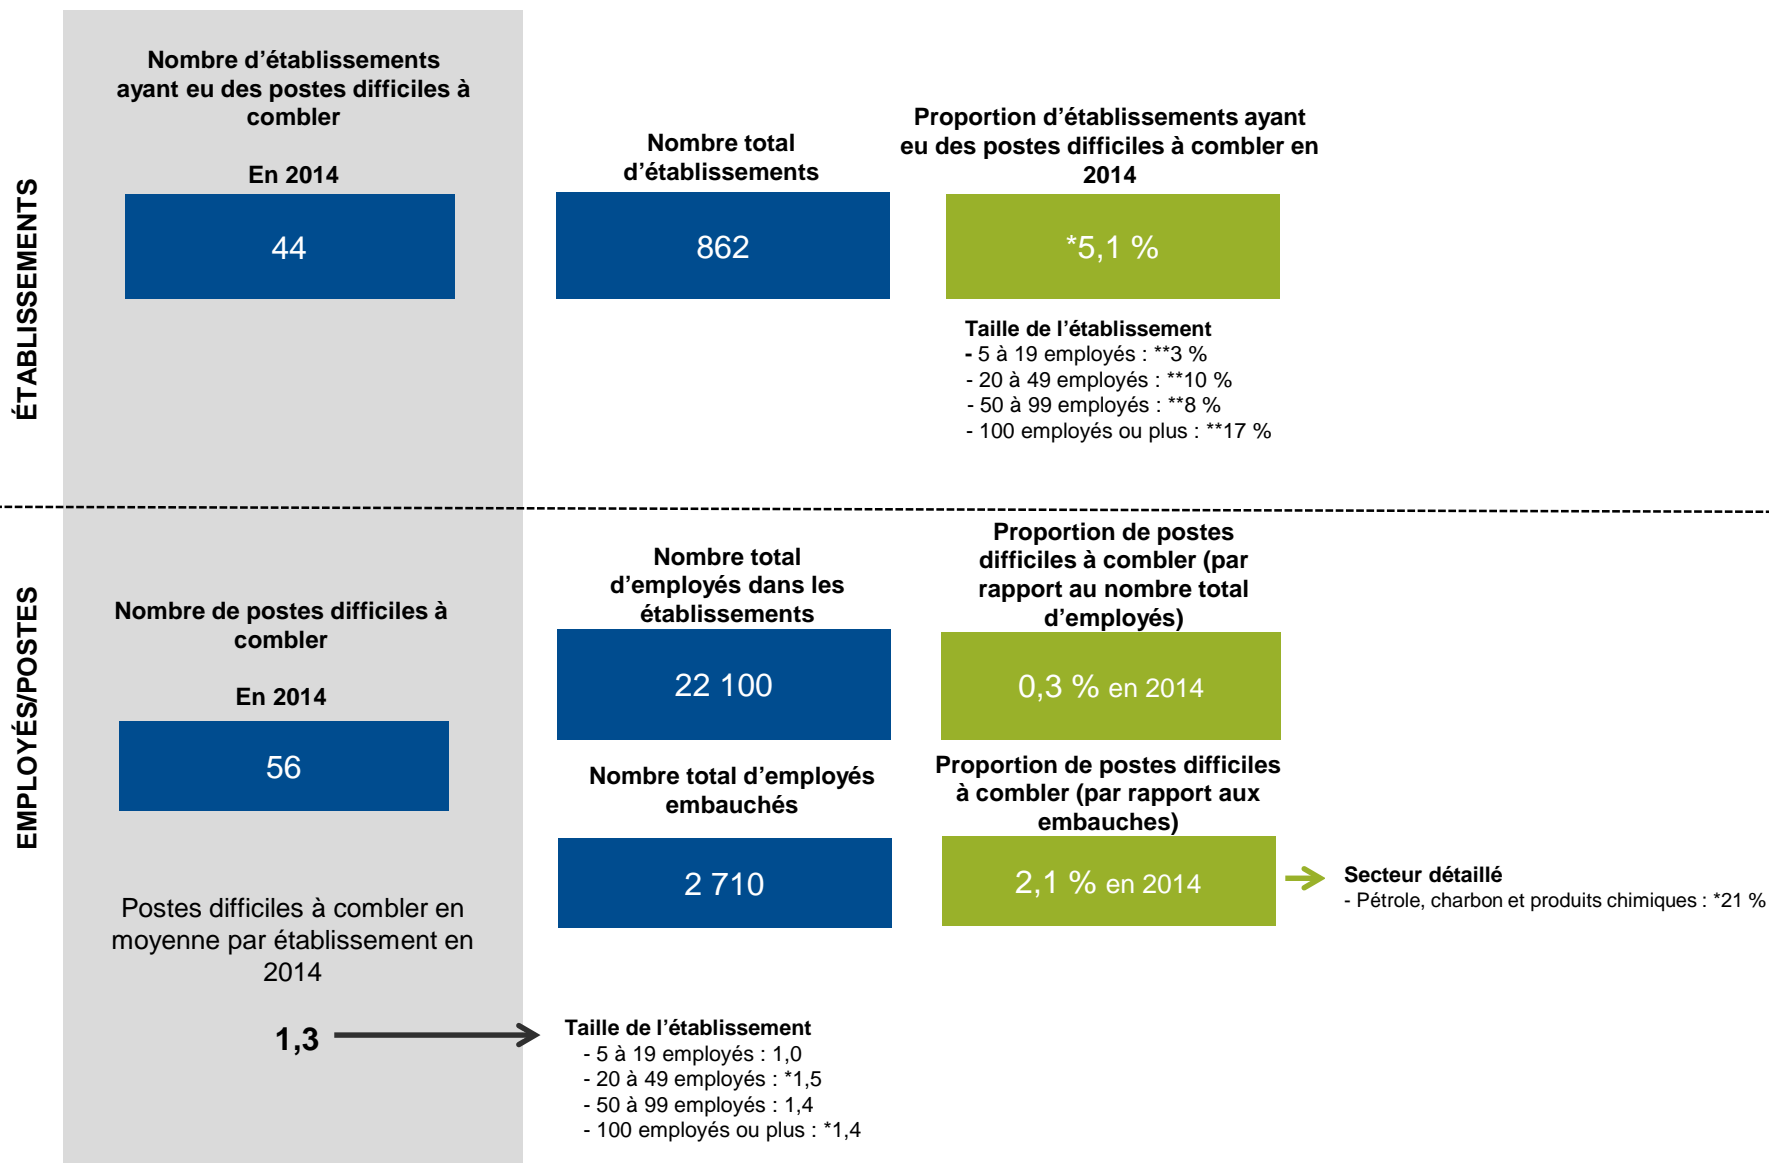 ÉTABLISSEMENTS
Nombre d’établissements
ayant eu des postes difficiles à
combler
En 2014
44
Nombre total
d’établissements
862
Proportion d’établissements ayant
eu des postes difficiles à combler en
2014
*5,1 %
Taille de l’établissement
- 5 à 19 employés : **3 %
- 20 à 49 employés : **10 %
- 50 à 99 employés : **8 %
- 100 employés ou plus : **17 %
EMPLOYÉS/POSTES
Nombre de postes difficiles à
combler
En 2014
56
Nombre total
d’employés dans les
établissements
22 100
Proportion de postes
difficiles à combler (par
rapport au nombre total
d’employés)
0,3 % en 2014
Nombre total d’employés
embauchés
2 710
Proportion de postes difficiles
à combler (par rapport aux
embauches)
2,1 % en 2014
Secteur détaillé
- Pétrole, charbon et produits chimiques : *21 %
Postes difficiles à combler en
moyenne par établissement en
2014
1,3
Taille de l’établissement
- 5 à 19 employés : 1,0
- 20 à 49 employés : *1,5
- 50 à 99 employés : 1,4
- 100 employés ou plus : *1,4